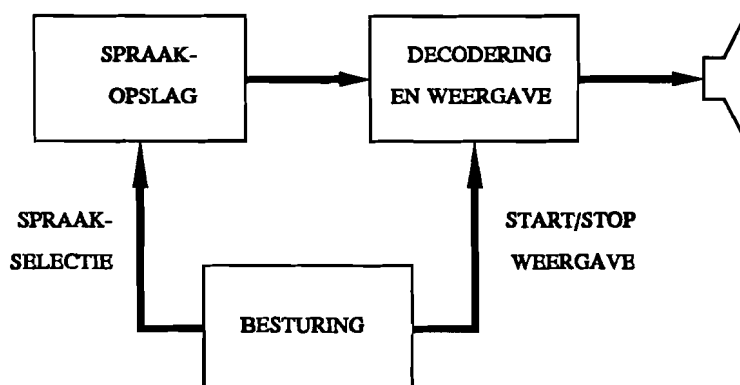 SPRAAK-
OPSLAG
DECODERING
EN WEERGAVE
SPRAAK-
SELECTIE
START/STOP
WEERGAVE
BESTURING